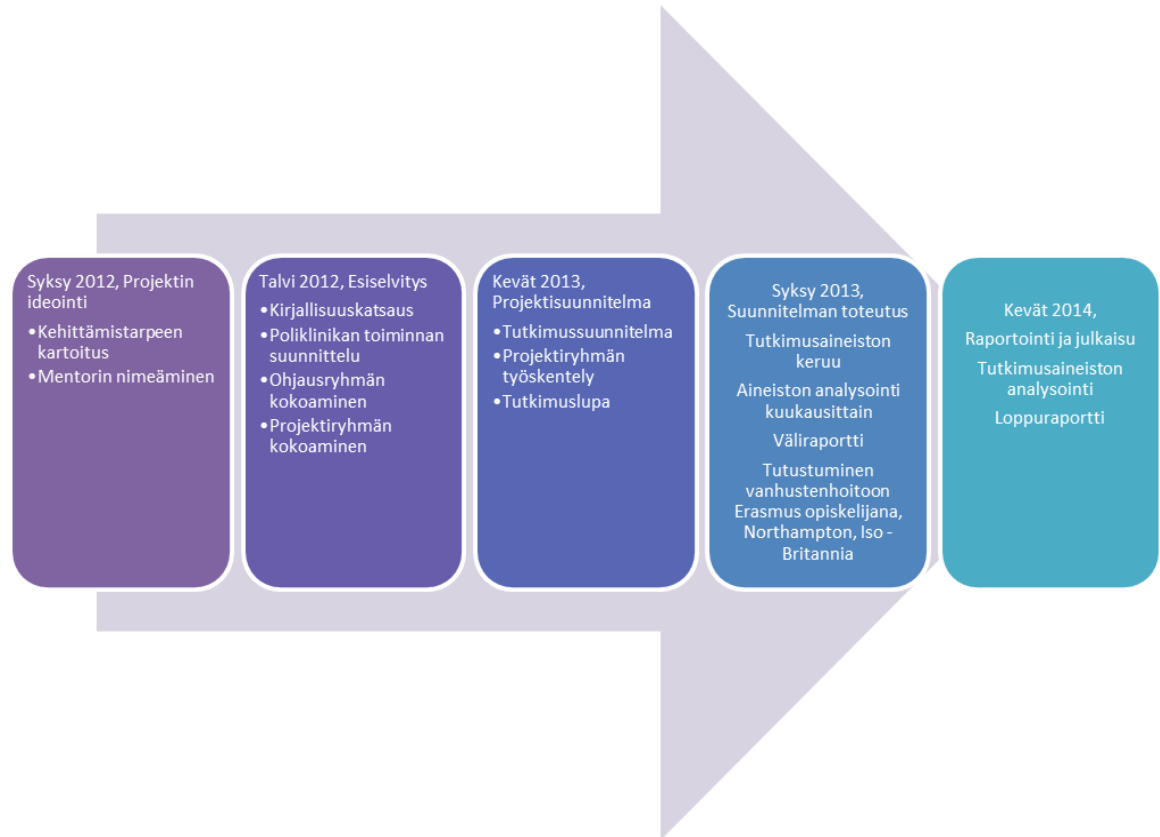 Syksy 2012, Projektin
ideointi
•Kehittämistarpeen
kartoitus
•Mentorin nimeäminen
Talvi 2012, Esiselvitys
•Kirjallisuuskatsaus
•Poliklinikan toiminnan
suunnittelu
•Ohjausryhmän
kokoaminen
•Projektiryhmän
kokoaminen
Kevät 2013,
Projektisuunnitelma
•Tutkimussuunnitelma
•Projektiryhmän
työskentely
•Tutkimuslupa
Syksy 2013,
Suunnitelman toteutus
Tutkimusaineiston
keruu
Aineiston analysointi
kuukausittain
Väliraportti
Tutustuminen
vanhustenhoitoon
Erasmus opiskelijana,
Northampton, Iso -
Britannia
Kevät 2014,
Raportointi ja julkaisu
Tutkimusaineiston
analysointi
Loppuraportti